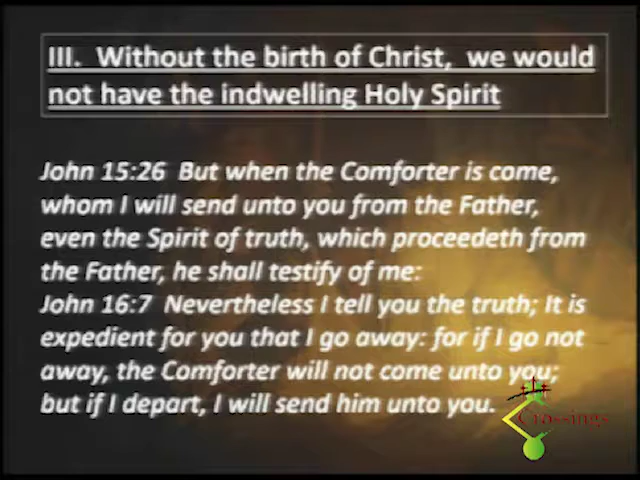 III.  Without the birth of Christ,  we would
not have the indwelling Holy Spirit
John 15:26  But when the Comforter is come,
whom I will send unto you from the Father,
even the Spirit of truth, which proceedeth from
the Father, he shall testify of me:
John 16:7  Nevertheless I tell you the truth; It is
expedient for you that I go away: for if I go not
away, the Comforter will not come unto you;
but if I depart, I will send him unto you.
Crossings